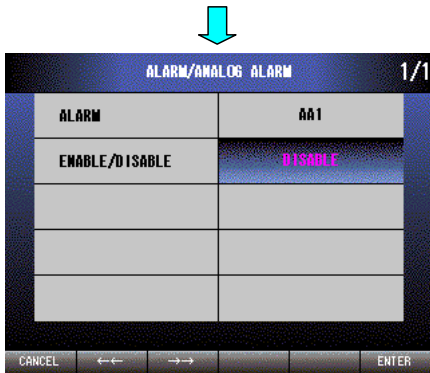 ALARM/ANALOG ALARM 1/1
ALARM AA1
ENABLE/DISABLE DISABLE
CANCEL ←← →→ ENTER